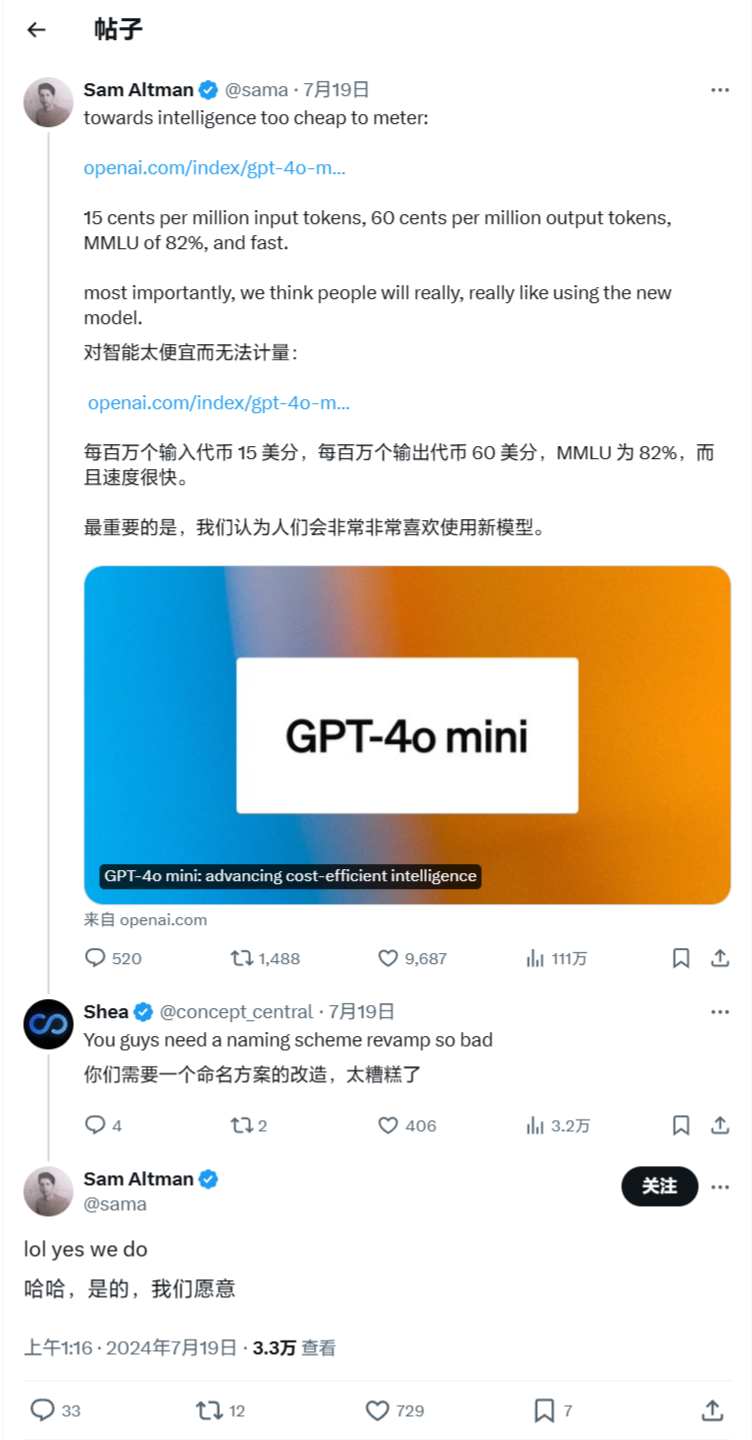 帖子
Sam Altman @sama · 7月19日
towards intelligence too cheap to meter:
openai.com/index/gpt-4o-m...
15 cents per million input tokens, 60 cents per million output tokens,
MMLU of 82%, and fast.
most importantly, we think people will really, really like using the new
model.
对智能太便宜而无法计量：
openai.com/index/gpt-4o-m...
每百万个输入代币 15 美分，每百万个输出代币 60 美分，MMLU 为 82%，而
且速度很快。
最重要的是，我们认为人们会非常非常喜欢使用新模型。
GPT-4o mini
GPT-4o mini: advancing cost-efficient intelligence
来自 openai.com
520 1,488 9,687 111万
Shea @concept_central · 7月19日
You guys need a naming scheme revamp so bad
你们需要一个命名方案的改造，太糟糕了
4 2 406 3.2万
Sam Altman
@sama
关注
lol yes we do
哈哈，是的，我们愿意
上午1:16 · 2024年7月19日 · 3.3万 查看
33 12 729 7